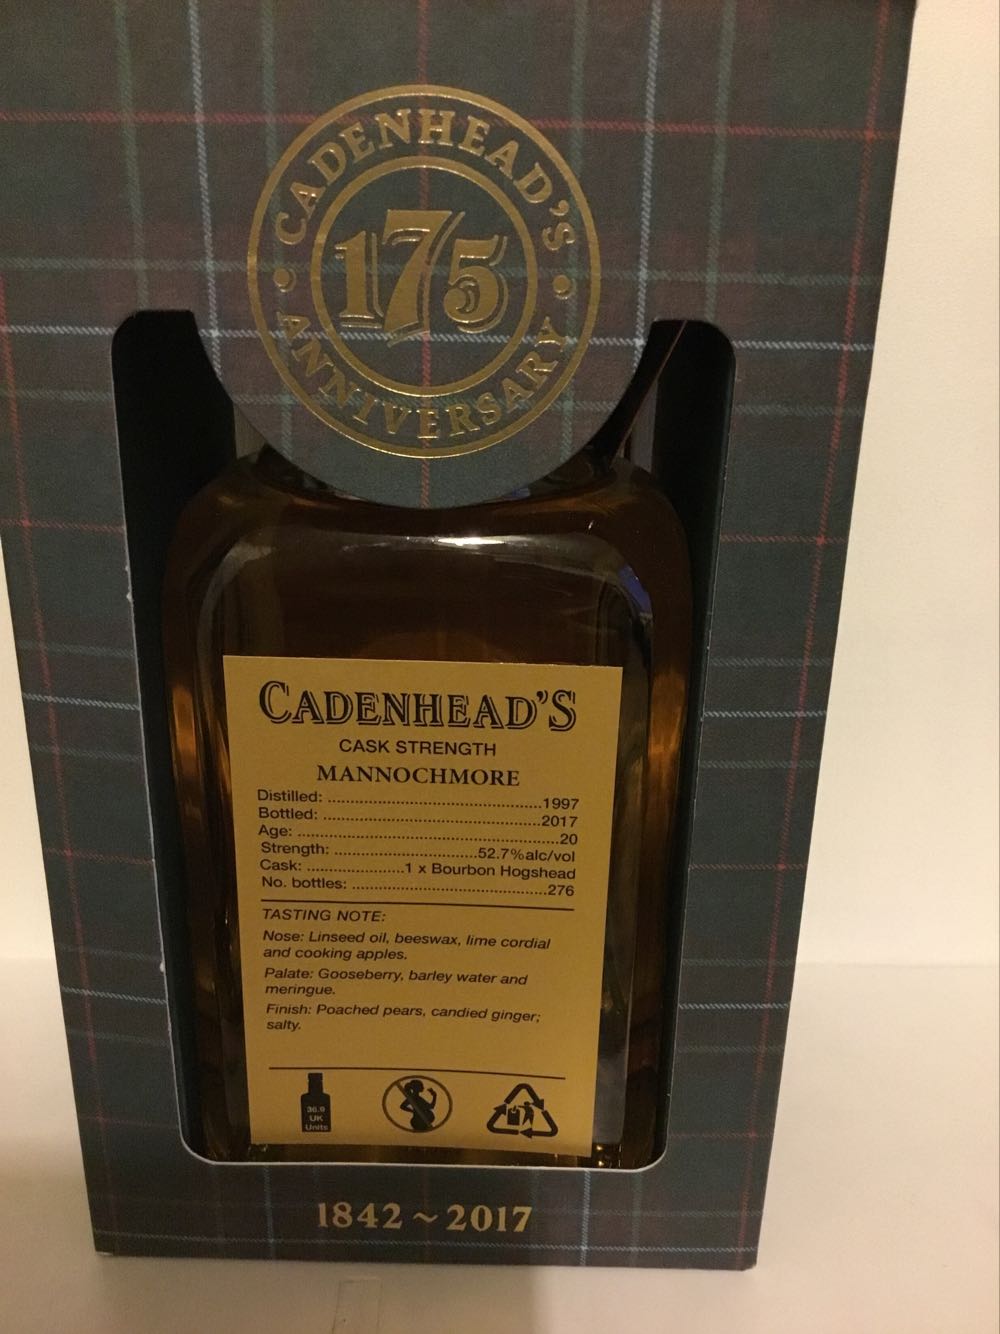 CADENHEAD'S
175
ANNIVERSARY
CADENHEAD'S
CASK STRENGTH
MANNOCHMORE
Distilled: ..........................................1997
Bottled: ...........................................2017
Age: ....................................................20
Strength: ............................52.7%alc/vol
Cask: ...................1 x Bourbon Hogshead
No. bottles: .......................................276
TASTING NOTE:
Nose: Linseed oil, beeswax, lime cordial
and cooking apples.
Palate: Gooseberry, barley water and
meringue.
Finish: Poached pears, candied ginger;
salty.
36.9
UK
Units
1842 ~ 2017